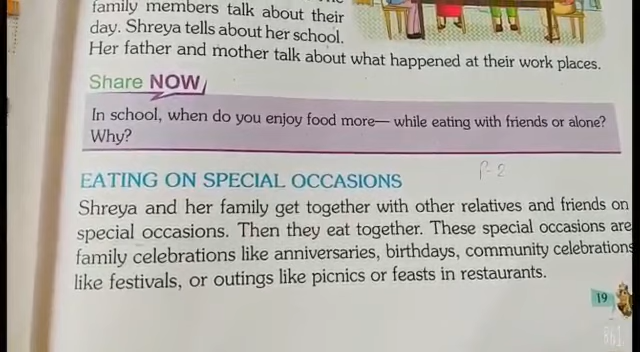 family members talk about their
day. Shreya tells about her school.
Her father and mother talk about what happened at their work places.
Share NOW
In school, when do you enjoy food more— while eating with friends or alone?
Why?
P-2
EATING ON SPECIAL OCCASIONS
Shreya and her family get together with other relatives and friends on
special occasions. Then they eat together. These special occasions are
family celebrations like anniversaries, birthdays, community celebrations
like festivals, or outings like picnics or feasts in restaurants.
19